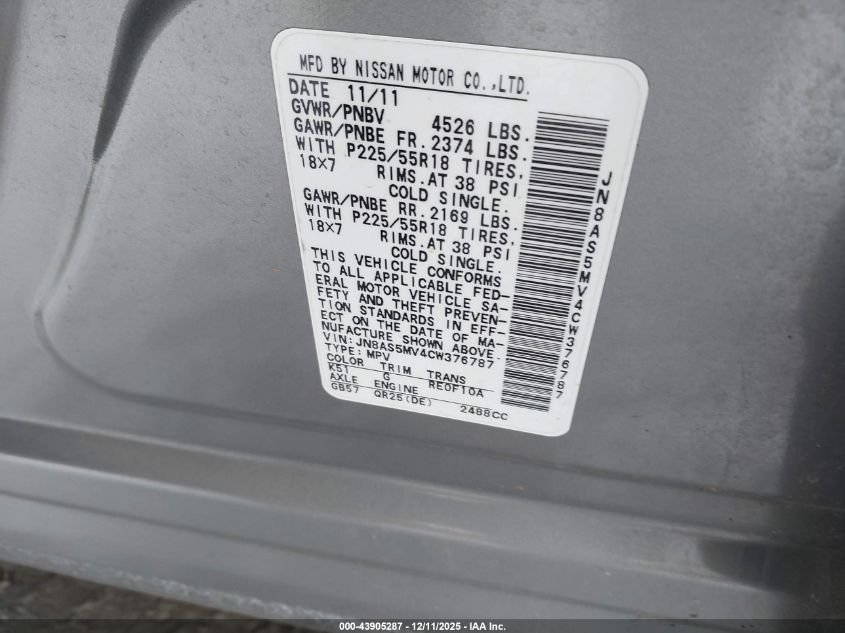 MFD BY NISSAN MOTOR CO.,LTD.
DATE 11/11
GVWR/PNBV 4526 LBS.
GAWR/PNBE FR. 2374 LBS.
WITH P225/55R18 TIRES,
18X7 RIMS.AT 38 PSI
COLD SINGLE.
GAWR/PNBE RR. 2169 LBS.
WITH P225/55R18 TIRES,
18X7 RIMS.AT 38 PSI
COLD SINGLE.
THIS VEHICLE CONFORMS
TO ALL APPLICABLE FED-
ERAL MOTOR VEHICLE SA-
FETY AND THEFT PREVEN-
TION STANDARDS IN EFF-
ECT ON THE DATE OF MA-
NUFACTURE SHOWN ABOVE.
VIN: JN8AS5MV4CW376787
TYPE: MPV
COLOR TRIM TRANS
K51 G RE0F10A
AXLE ENGINE
GB57 QR25(DE) 2488CC
JN8AS5MV4CW376787
000-43905287 - 12/11/2025 - IAA Inc.